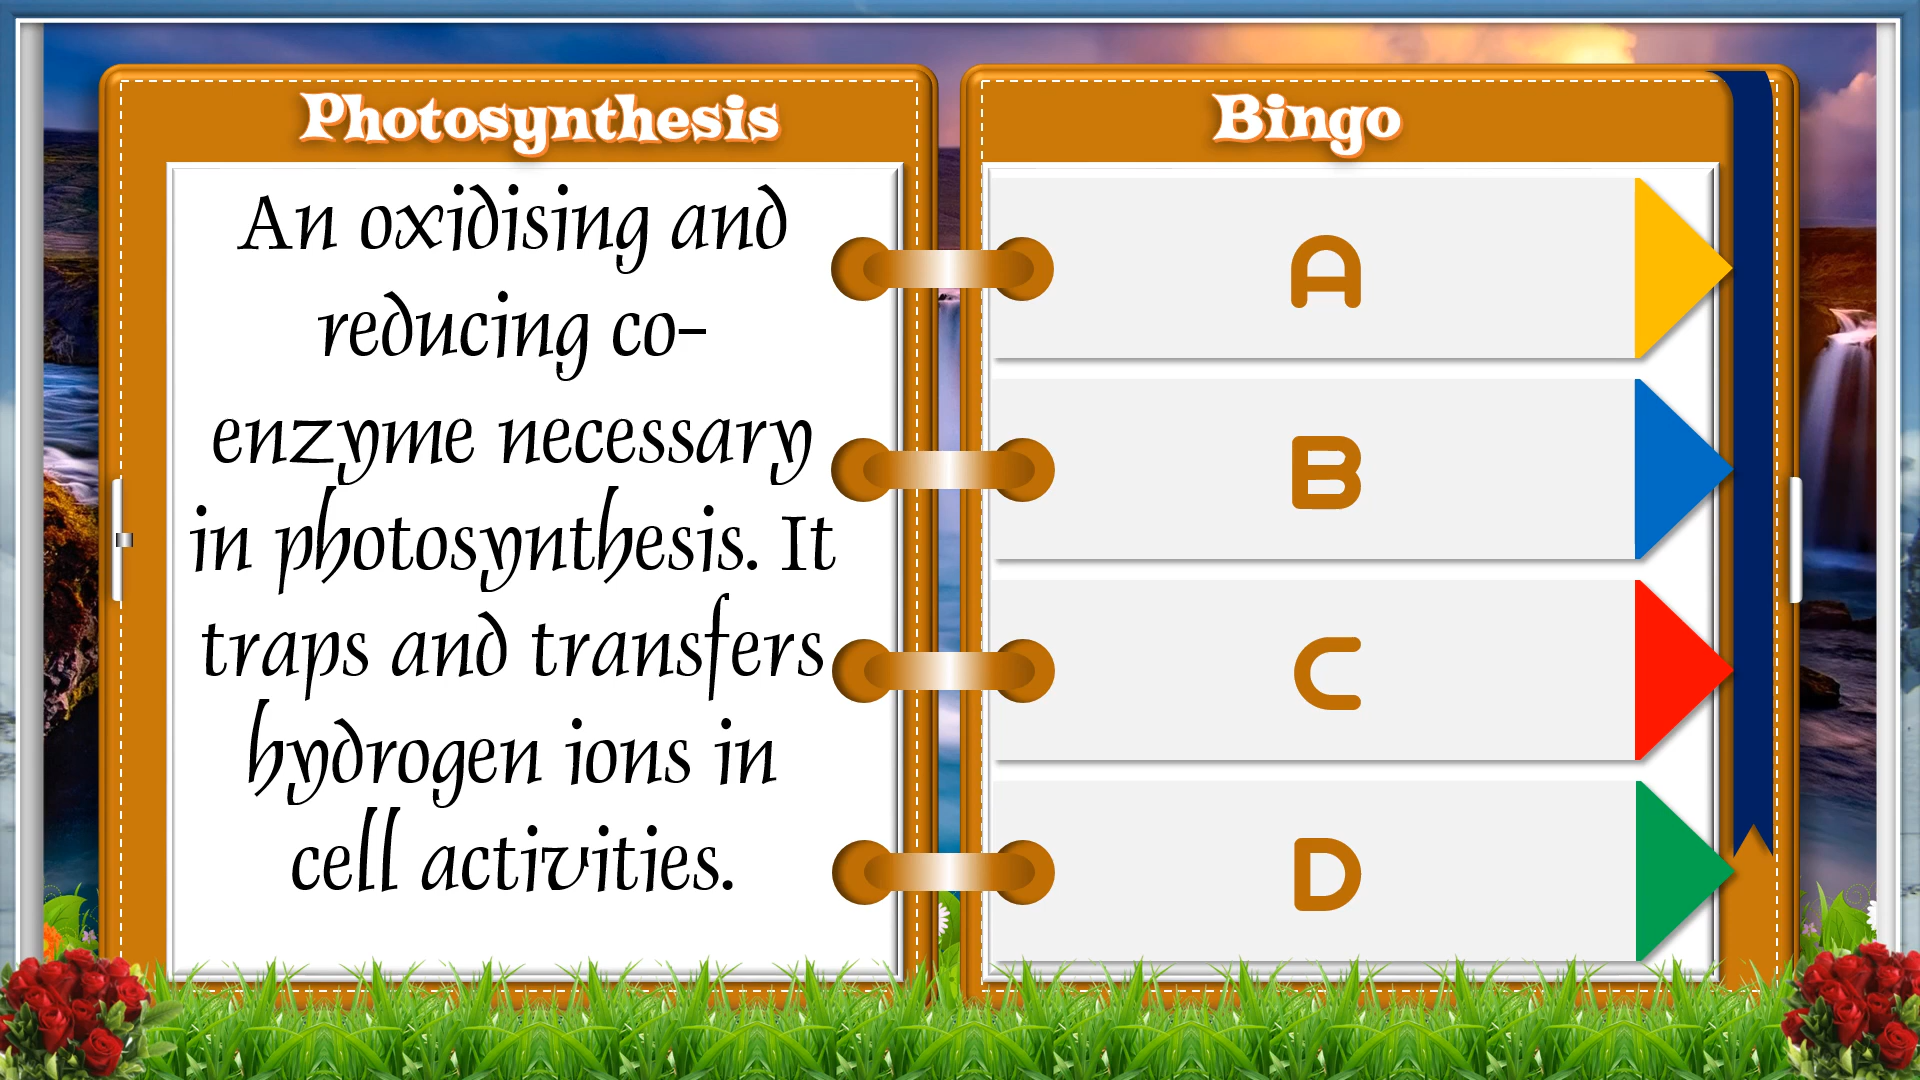 Photosynthesis
An oxidising and
reducing co-
enzyme necessary
in photosynthesis. It
traps and transfers
hydrogen ions in
cell activities.
Bingo
A
B
C
D